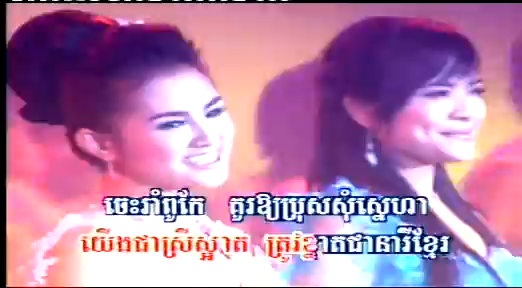 ចេះរាំពូកែ គួរឱ្យប្រុសសុំស្នេហា
យើងជាស្រីស្អាត ត្រូវខ្នាតជានារីខ្មែរ